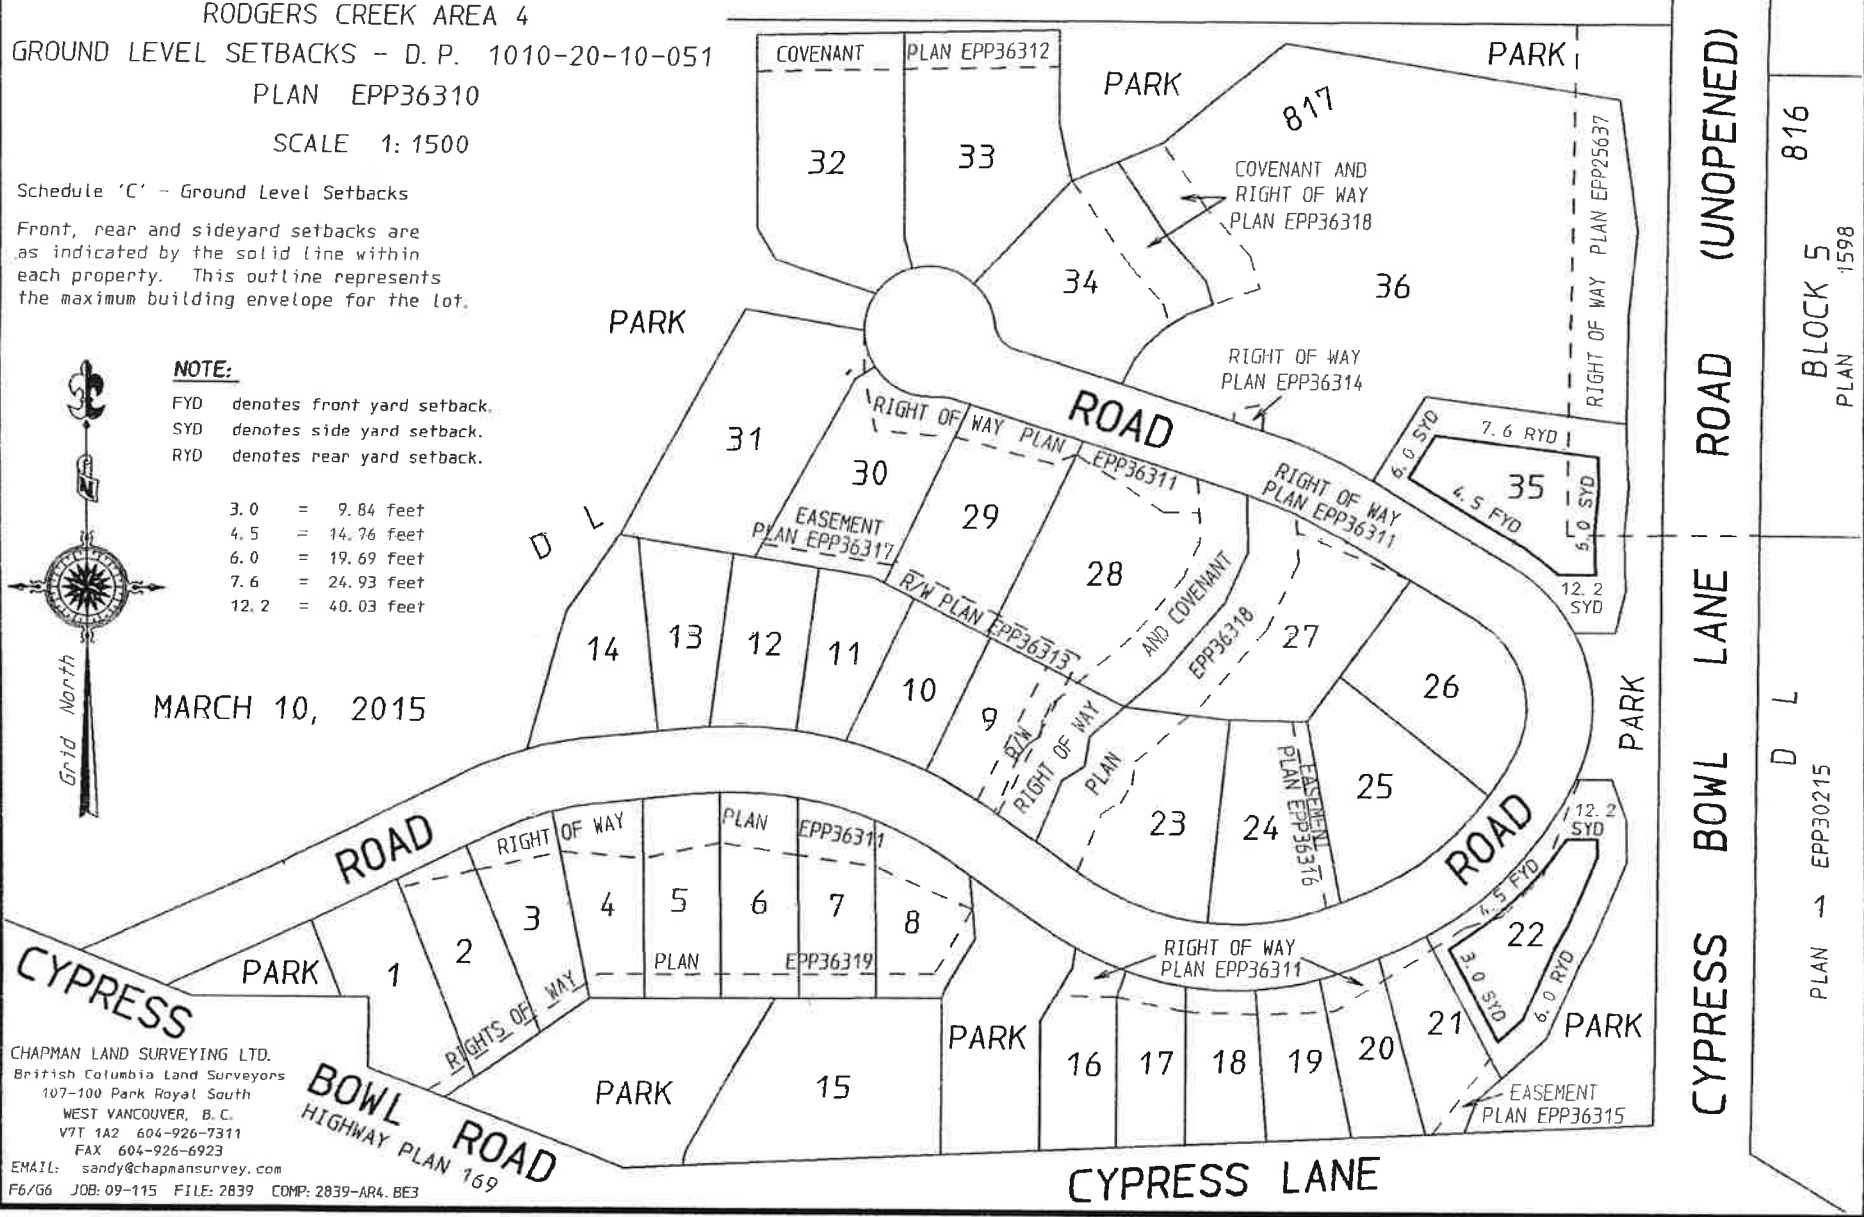 RODGERS CREEK AREA 4
GROUND LEVEL SETBACKS - D.P. 1010-20-10-051
PLAN EPP36310
SCALE 1:1500
Schedule 'C' - Ground Level Setbacks
Front, rear and sideyard setbacks are
as indicated by the solid line within
each property. This outline represents
the maximum building envelope for the lot.
NOTE:
FYD denotes front yard setback.
SYD denotes side yard setback.
RYD denotes rear yard setback.
3.0 = 9.84 feet
4.5 = 14.76 feet
6.0 = 19.69 feet
7.6 = 24.93 feet
12.2 = 40.03 feet
N
Grid North
MARCH 10, 2015
COVENANT
PLAN EPP36312
32
33
PARK
817
PARK
COVENANT AND
RIGHT OF WAY
PLAN EPP36318
34
36
RIGHT OF WAY PLAN EPP25637
PARK
RIGHT OF WAY
PLAN EPP36314
ROAD
31
RIGHT OF WAY PLAN EPP36311
30
29
28
EASEMENT
PLAN EPP36317
D L
RIGHT OF WAY
PLAN EPP36311
6.0 SYD
7.6 RYD
35
4.5 FYD
6.0 SYD
12.2
SYD
R/W PLAN EPP36313
AND COVENANT
EPP36318
27
26
PARK
14
13
12
11
10
9
R/W
RIGHT OF WAY
PLAN
23
24
EASEMENT
PLAN EPP36316
25
ROAD
12.2
SYD
4.5 FYD
22
3.0 SYD
6.0 RYD
PARK
ROAD
RIGHT OF WAY
PLAN
EPP36311
1
2
3
4
5
6
7
8
PARK
RIGHTS OF WAY
PLAN
EPP36319
RIGHT OF WAY
PLAN EPP36311
PARK
15
PARK
16
17
18
19
20
21
EASEMENT
PLAN EPP36315
CYPRESS
BOWL ROAD
HIGHWAY PLAN 169
CYPRESS LANE
CYPRESS BOWL LANE ROAD (UNOPENED)
816
BLOCK 5
PLAN 1598
D L
PLAN 1 EPP30215
CHAPMAN LAND SURVEYING LTD.
British Columbia Land Surveyors
107-100 Park Royal South
WEST VANCOUVER, B.C.
V7T 1A2 604-926-7311
FAX 604-926-6923
EMAIL: sandy@chapmansurvey.com
F6/G6 JOB: 09-115 FILE: 2839 COMP: 2839-AR4.BE3